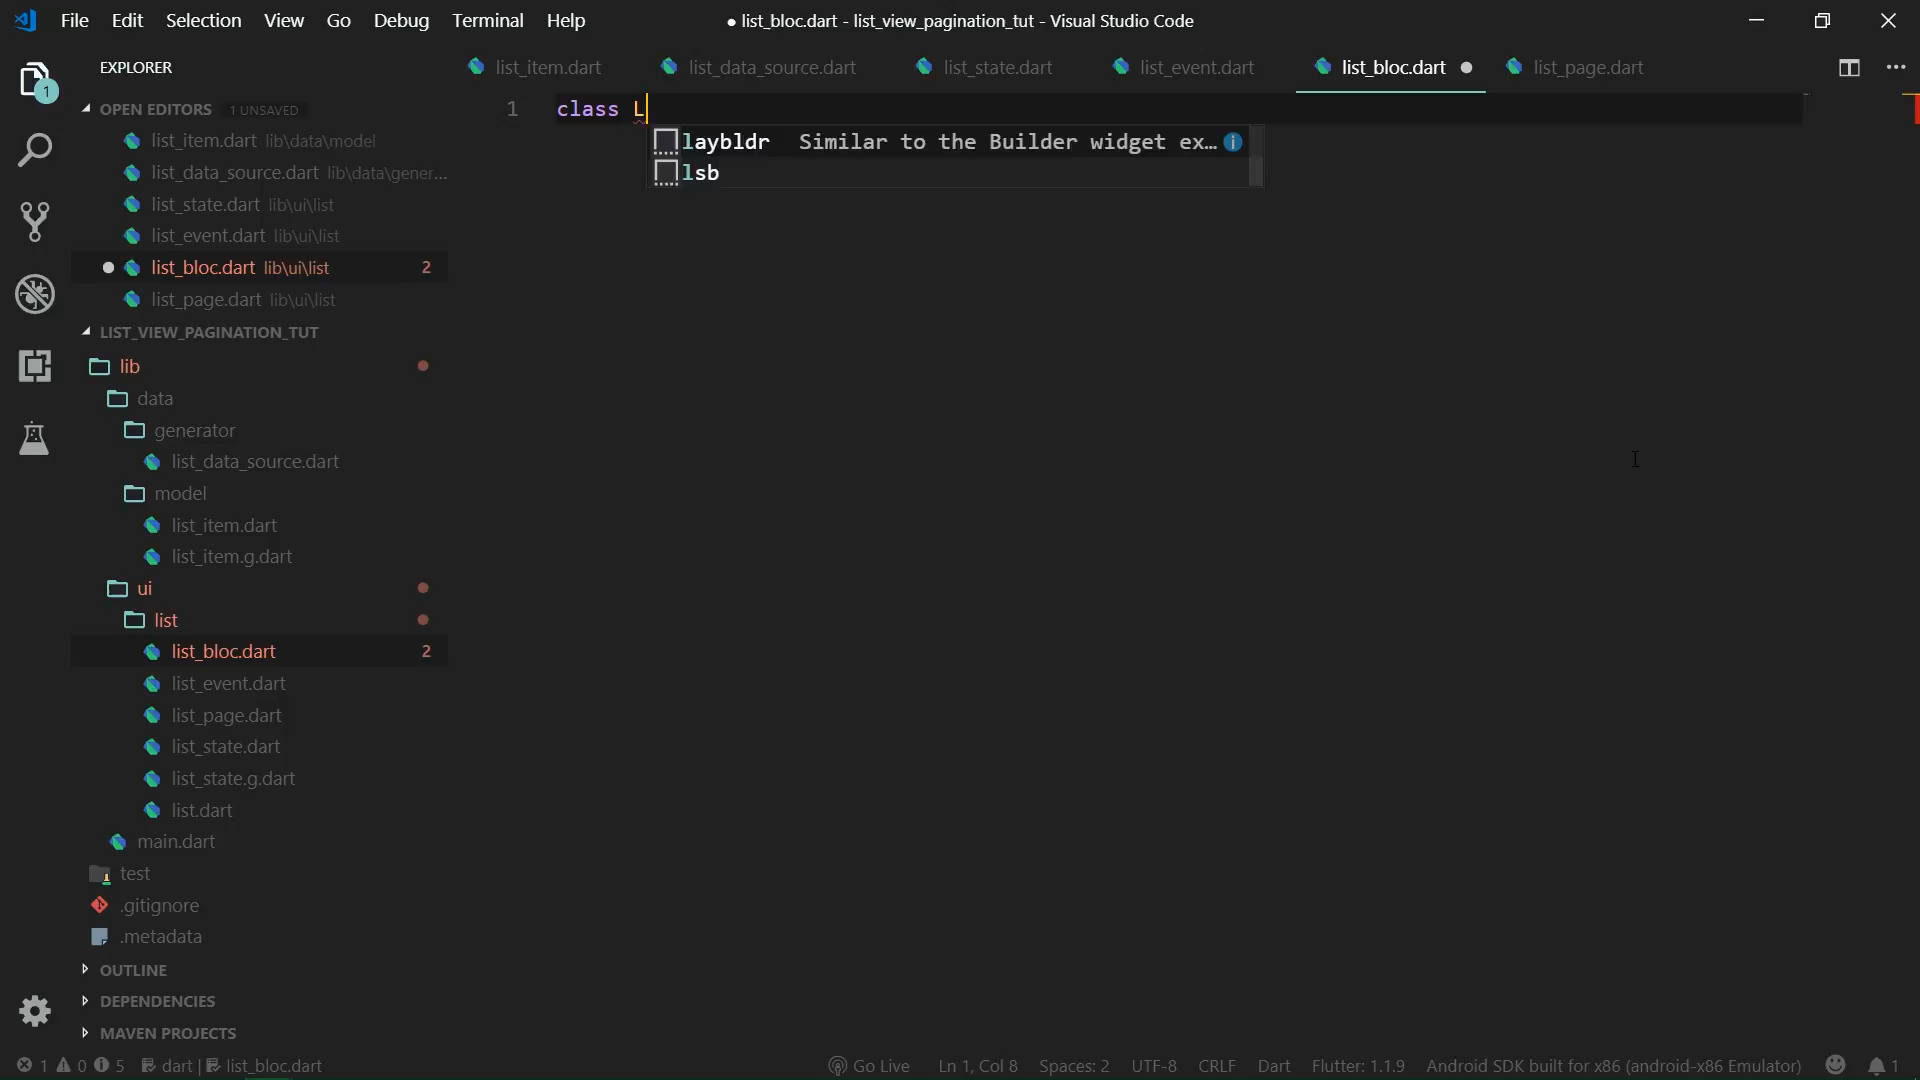 File Edit Selection View Go Debug Terminal Help
● list_bloc.dart - list_view_pagination_tut - Visual Studio Code
EXPLORER
list_item.dart list_data_source.dart list_state.dart list_event.dart list_bloc.dart ● list_page.dart
1
OPEN EDITORS 1 UNSAVED
list_item.dart lib\data\model
list_data_source.dart lib\data\gener...
list_state.dart lib\ui\list
list_event.dart lib\ui\list
list_bloc.dart lib\ui\list 2
list_page.dart lib\ui\list
1 class L
laybldr Similar to the Builder widget ex...
lsb
LIST_VIEW_PAGINATION_TUT
lib
data
generator
list_data_source.dart
model
list_item.dart
list_item.g.dart
ui
list
list_bloc.dart 2
list_event.dart
list_page.dart
list_state.dart
list_state.g.dart
list.dart
main.dart
test
.gitignore
.metadata
OUTLINE
DEPENDENCIES
MAVEN PROJECTS
1 0 5 dart | list_bloc.dart
Go Live Ln 1, Col 8 Spaces: 2 UTF-8 CRLF Dart Flutter: 1.1.9 Android SDK built for x86 (android-x86 Emulator) 1